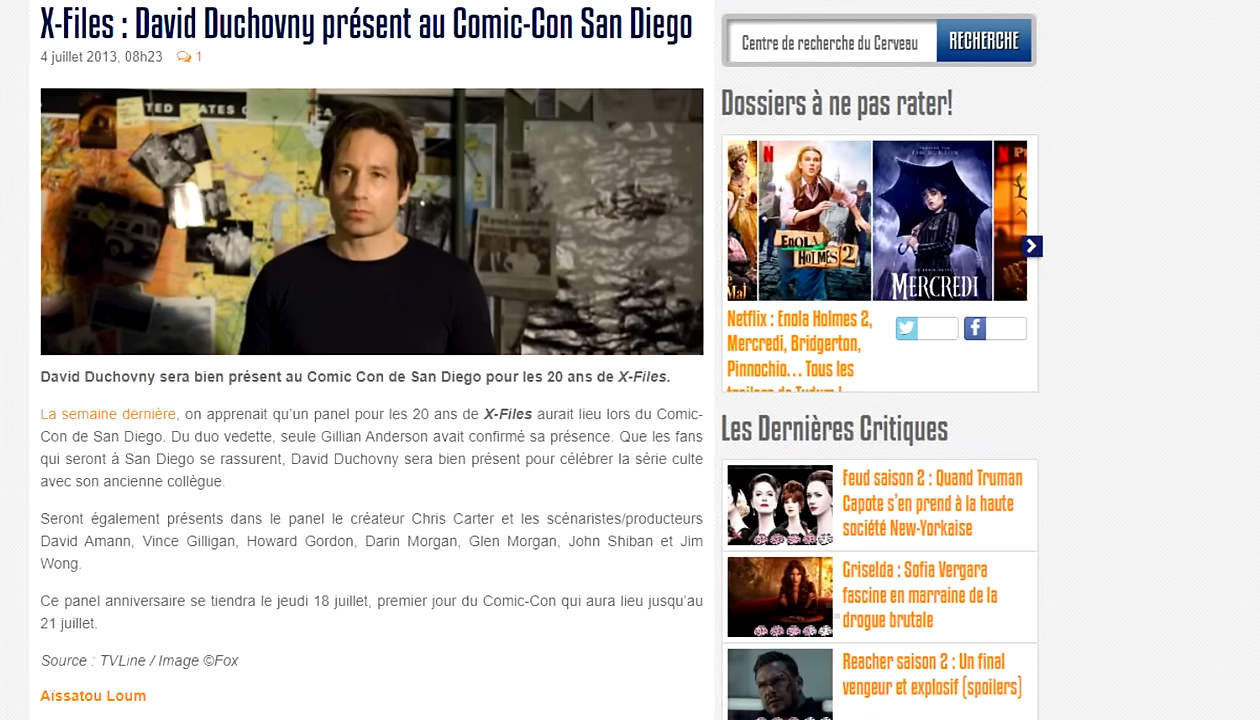 X-Files : David Duchovny présent au Comic-Con San Diego
4 juillet 2013, 08h23 1
TED
David Duchovny sera bien présent au Comic Con de San Diego pour les 20 ans de X-Files.
La semaine dernière, on apprenait qu'un panel pour les 20 ans de X-Files aurait lieu lors du Comic-
Con de San Diego. Du duo vedette, seule Gillian Anderson avait confirmé sa présence. Que les fans
qui seront à San Diego se rassurent, David Duchovny sera bien présent pour célébrer la série culte
avec son ancienne collègue.
Seront également présents dans le panel le créateur Chris Carter et les scénaristes/producteurs
David Amann, Vince Gilligan, Howard Gordon, Darin Morgan, Glen Morgan, John Shiban et Jim
Wong.
Ce panel anniversaire se tiendra le jeudi 18 juillet, premier jour du Comic-Con qui aura lieu jusqu'au
21 juillet.
Source : TVLine / Image ©Fox
Aïssatou Loum
Centre de recherche du Cerveau
RECHERCHE
Dossiers à ne pas rater!
N
ENOLA
HOLMES 2
MERCREDI
Netflix : Enola Holmes 2,
Mercredi, Bridgerton,
Pinnochio… Tous les
trailers de Tudum !
Les Dernières Critiques
Feud saison 2 : Quand Truman
Capote s'en prend à la haute
société New-Yorkaise
Griselda : Sofia Vergara
fascine en marraine de la
drogue brutale
Reacher saison 2 : Un final
vengeur et explosif (spoilers)